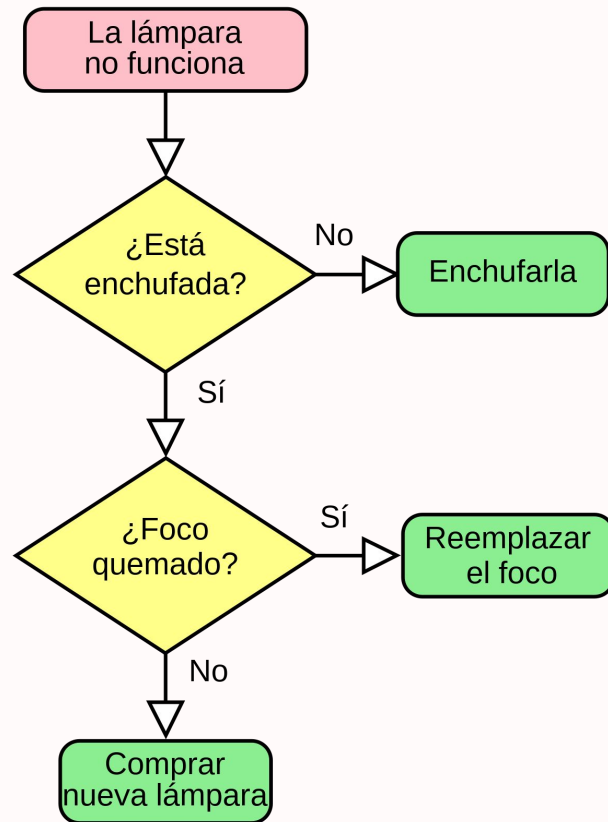 La lámpara
no funciona
¿Está
enchufada?
No
Enchufarla
Sí
¿Foco
quemado?
Sí
Reemplazar
el foco
No
Comprar
nueva lámpara